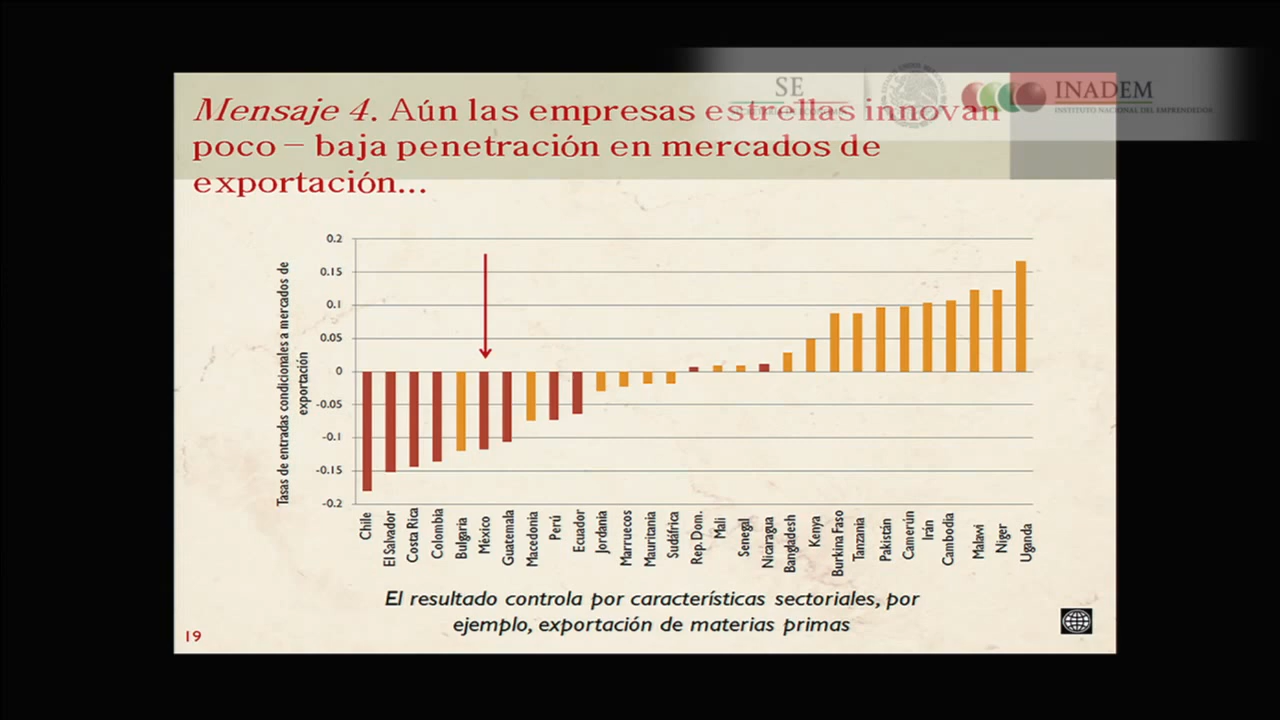 SE
INADEM
INSTITUTO NACIONAL DEL EMPRENDEDOR
Mensaje 4. Aún las empresas estrellas innovan
poco – baja penetración en mercados de
exportación...
Tasas de entradas condicionales a mercados de
exportación
0.2
0.15
0.1
0.05
0
-0.05
-0.1
-0.15
-0.2
Chile
El Salvador
Costa Rica
Colombia
Bulgaria
México
Guatemala
Macedonia
Perú
Ecuador
Jordania
Marruecos
Mauritania
Sudáfrica
Rep. Dom.
Mali
Senegal
Nicaragua
Bangladesh
Kenya
Burkina Faso
Tanzania
Pakistán
Camerún
Irán
Cambodia
Malawi
Niger
Uganda
El resultado controla por características sectoriales, por
ejemplo, exportación de materias primas
19